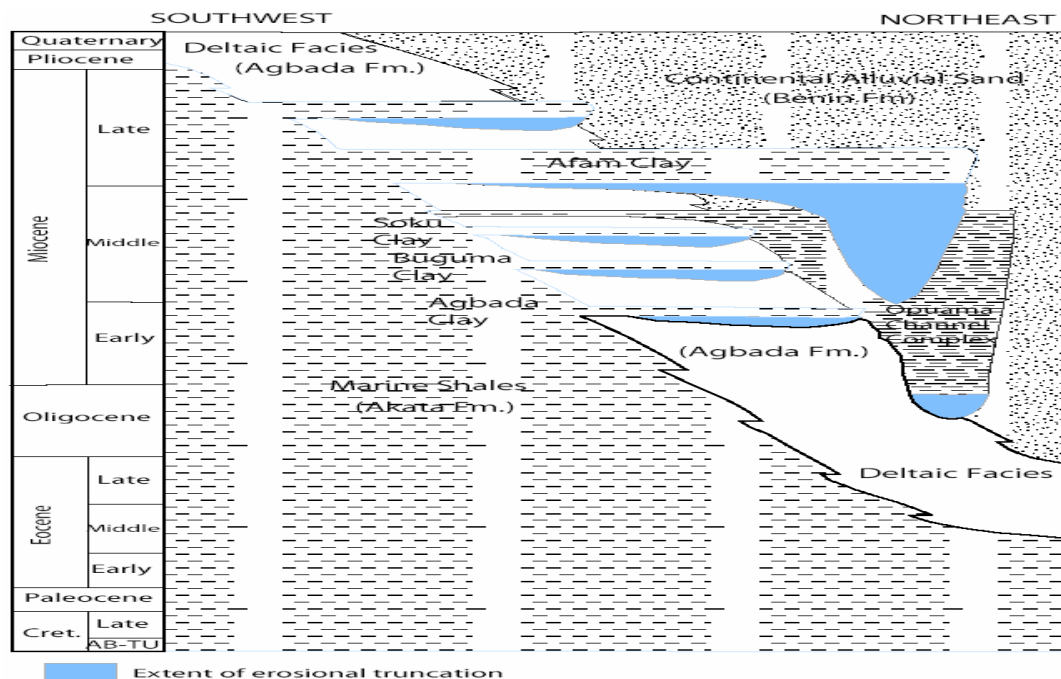 SOUTHWEST
NORTHEAST
Quaternary
Pliocene
Miocene
Late
Middle
Early
Oligocene
Eocene
Late
Middle
Early
Paleocene
Cret.
Late
AB-TU
Deltaic Facies
(Agbada Fm.)
Continental Alluvial Sand
(Benin Fm)
Afam Clay
Soku
Clay
Buguma
Clay
Agbada
Clay
Opuama
Channel
Complex
(Agbada Fm.)
Marine Shales
(Akata Fm.)
Deltaic Facies
Extent of erosional truncation